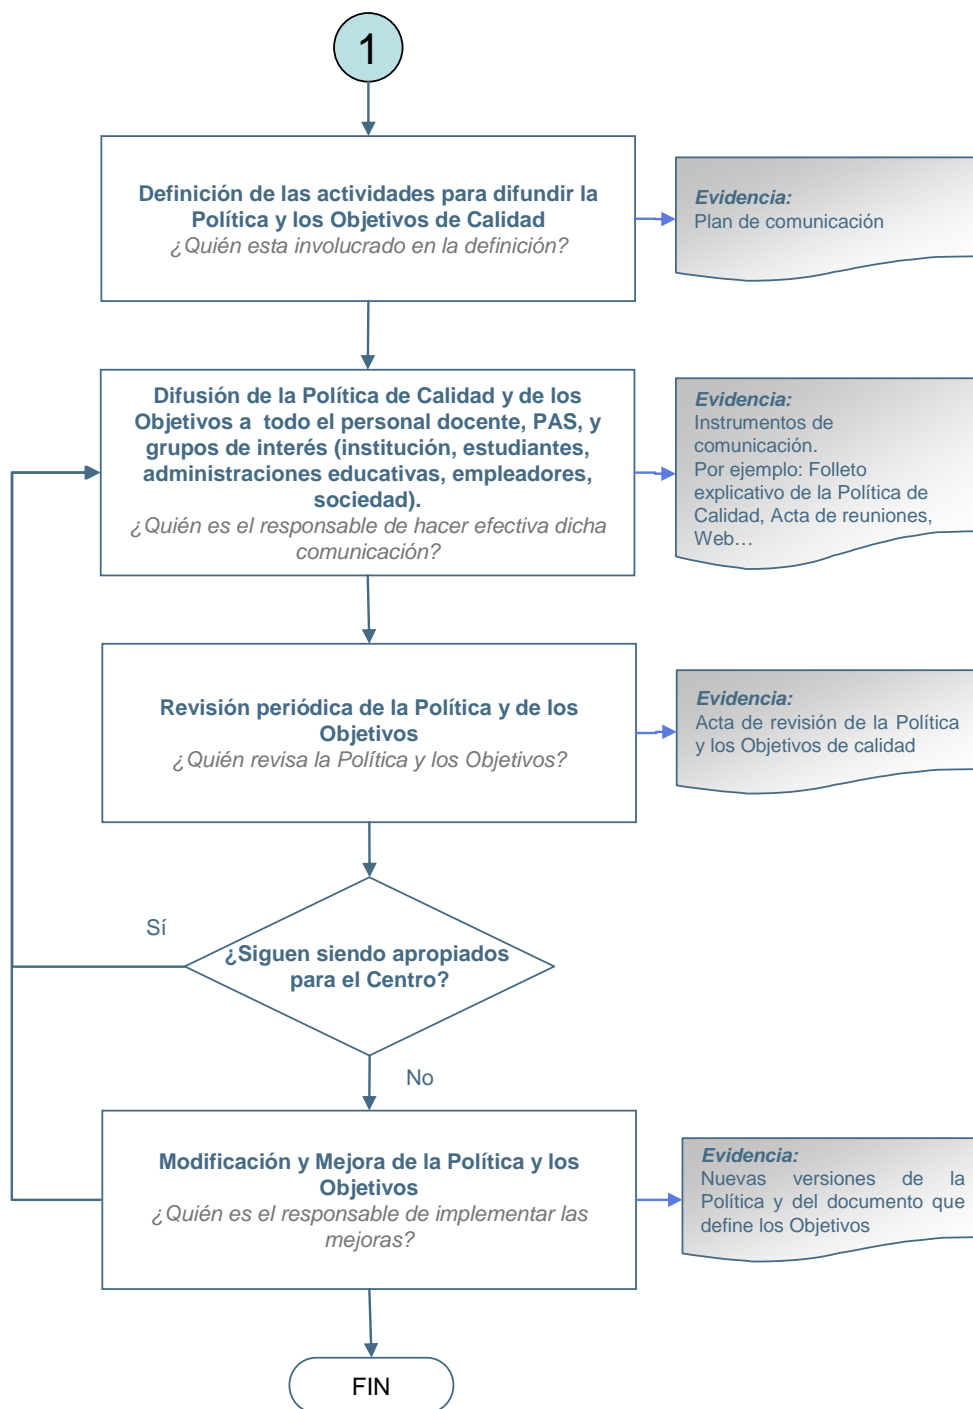 1
Definición de las actividades para difundir la
Política y los Objetivos de Calidad
¿Quién esta involucrado en la definición?
Evidencia:
Plan de comunicación
Difusión de la Política de Calidad y de los
Objetivos a todo el personal docente, PAS, y
grupos de interés (institución, estudiantes,
administraciones educativas, empleadores,
sociedad).
¿Quién es el responsable de hacer efectiva dicha
comunicación?
Evidencia:
Instrumentos de
comunicación.
Por ejemplo: Folleto
explicativo de la Política de
Calidad, Acta de reuniones,
Web…
Revisión periódica de la Política y de los
Objetivos
¿Quién revisa la Política y los Objetivos?
Evidencia:
Acta de revisión de la Política
y los Objetivos de calidad
Sí
¿Siguen siendo apropiados
para el Centro?
No
Modificación y Mejora de la Política y los
Objetivos
¿Quién es el responsable de implementar las
mejoras?
Evidencia:
Nuevas versiones de la
Política y del documento que
define los Objetivos
FIN